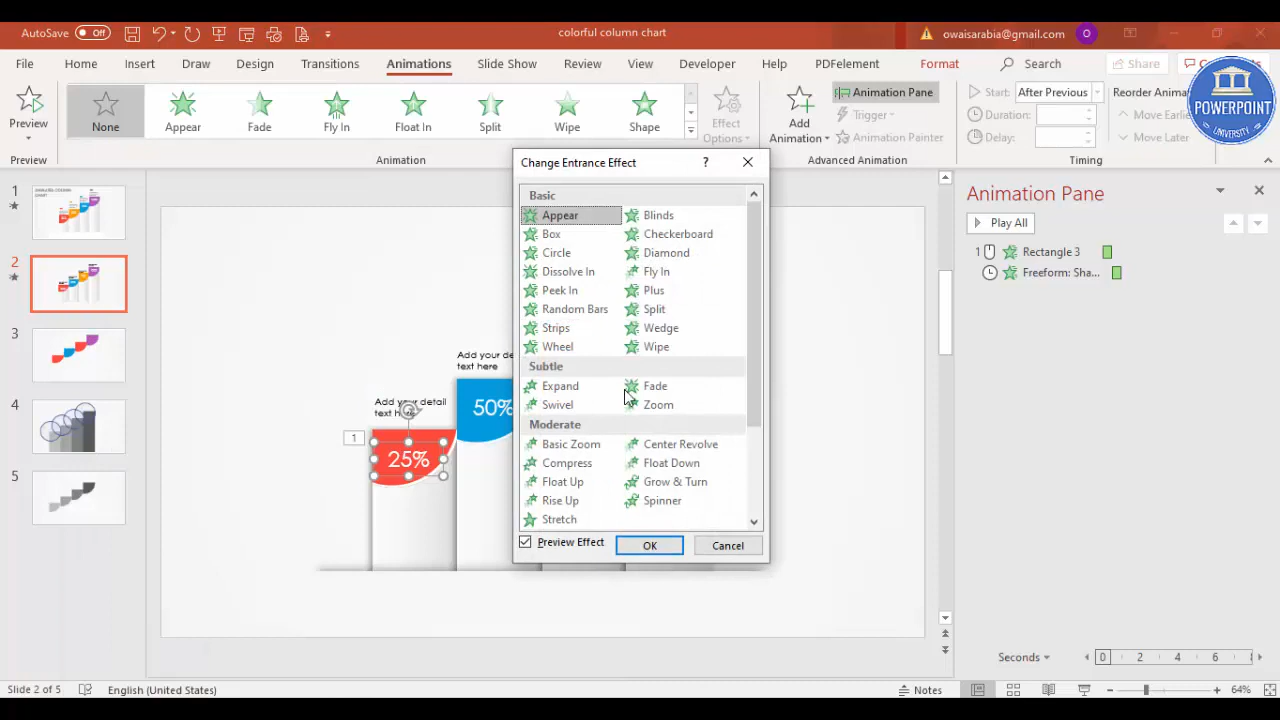 AutoSave Off
colorful column chart
owaisarabia@gmail.com
O
File Home Insert Draw Design Transitions Animations Slide Show Review View Developer Help PDFelement Format Search Share
POWERPOINT
UNIVERSITY
Preview
None Appear Fade Fly In Float In Split Wipe Shape
Effect
Options
Add
Animation
Animation Pane
Trigger
Animation Painter
Start: After Previous
Duration:
Delay:
Move Earlier
Move Later
Preview Animation Advanced Animation Timing
Change Entrance Effect ?
Basic
Appear Blinds
Box Checkerboard
Circle Diamond
Dissolve In Fly In
Peek In Plus
Random Bars Split
Strips Wedge
Wheel Wipe
Subtle
Expand Fade
Swivel Zoom
Moderate
Basic Zoom Center Revolve
Compress Float Down
Float Up Grow & Turn
Rise Up Spinner
Stretch
Preview Effect OK Cancel
1
2
3
4
5
Add your
text here
Add your detail
text here
50%
1
25%
Animation Pane
Play All
1 Rectangle 3
Freeform: Sha...
Seconds 0 2 4 6
Slide 2 of 5 English (United States) Notes 64%